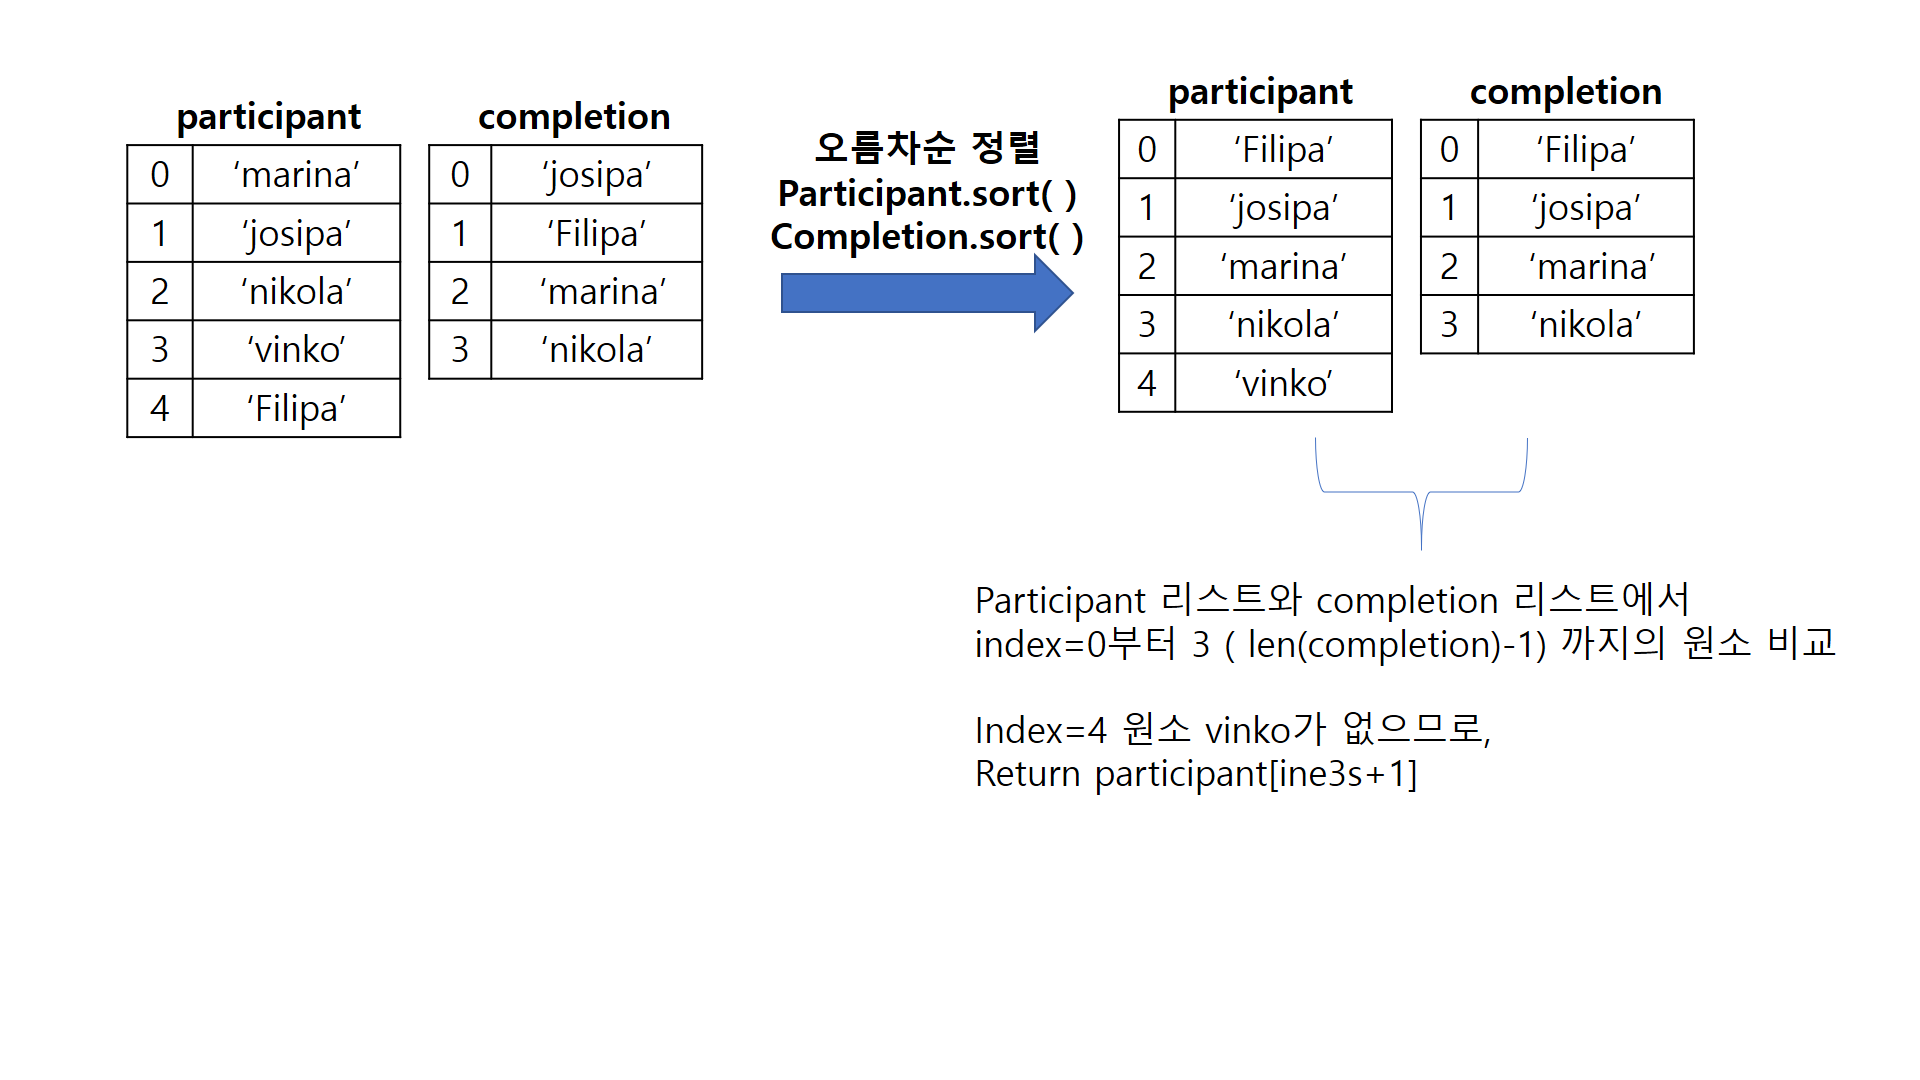 participant
0 ‘marina’
1 ‘josipa’
2 ‘nikola’
3 ‘vinko’
4 ‘Filipa’
completion
0 ‘josipa’
1 ‘Filipa’
2 ‘marina’
3 ‘nikola’
오름차순 정렬
Participant.sort( )
Completion.sort( )
participant
0 ‘Filipa’
1 ‘josipa’
2 ‘marina’
3 ‘nikola’
4 ‘vinko’
completion
0 ‘Filipa’
1 ‘josipa’
2 ‘marina’
3 ‘nikola’
Participant 리스트와 completion 리스트에서
index=0부터 3 ( len(completion)-1) 까지의 원소 비교
Index=4 원소 vinko가 없으므로,
Return participant[ine3s+1]